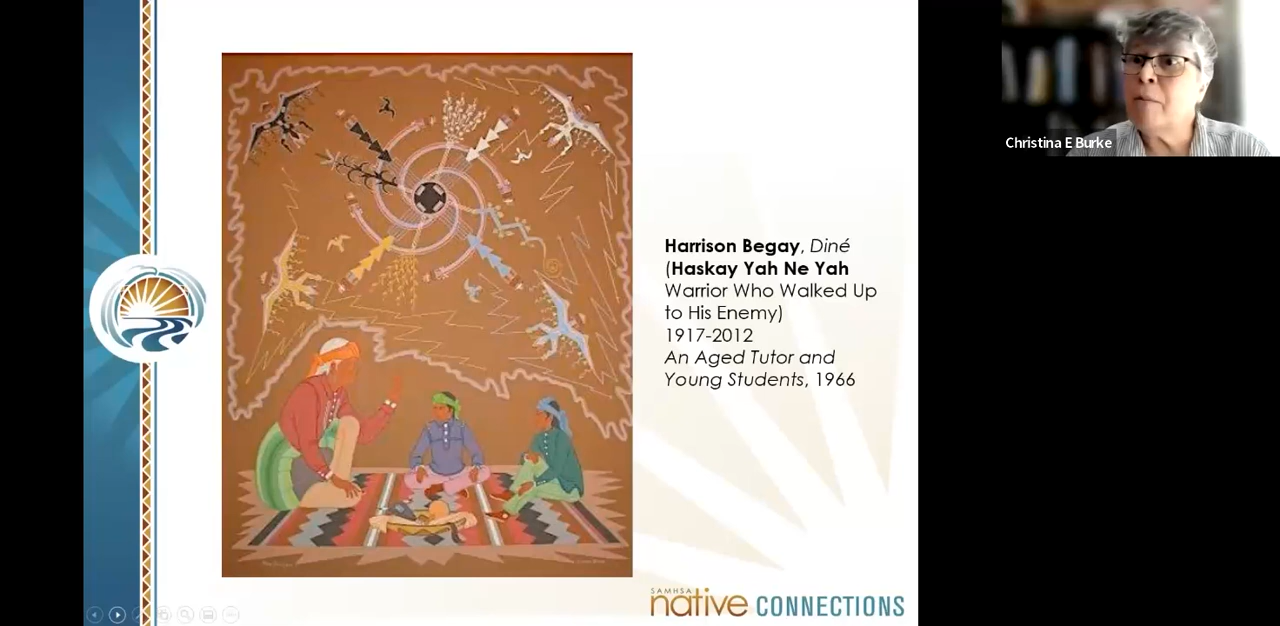 Harrison Begay, Diné
(Haskay Yah Ne Yah
Warrior Who Walked Up
to His Enemy)
1917-2012
An Aged Tutor and
Young Students, 1966
SAMHSA
native CONNECTIONS
Christina E Burke